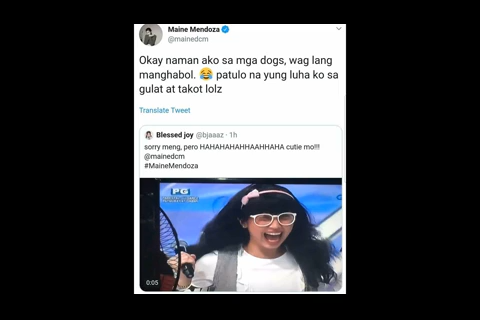 Maine Mendoza
@mainedcm
Okay naman ako sa mga dogs, wag lang
manghabol. 😂 patulo na yung luha ko sa
gulat at takot lolz
Translate Tweet
Blessed joy @bjaaaz · 1h
sorry meng, pero HAHAHAHAHHAAHHAHA cutie mo!!!
@mainedcm
#MaineMendoza
PG
0:05